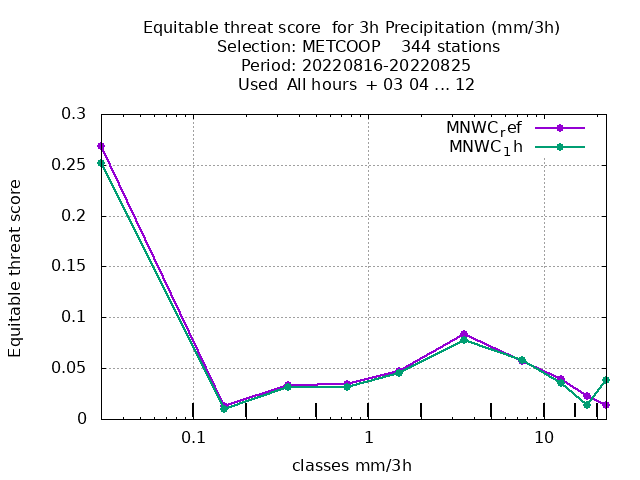 Equitable threat score  for 3h Precipitation (mm/3h)
Selection: METCOOP    344 stations
Period: 20220816-20220825
Used  All hours  + 03 04 ... 12
MNWC_ref
MNWC_1h
0.3
0.25
0.2
0.15
0.1
0.05
0
Equitable threat score
0.1 1 10
classes mm/3h